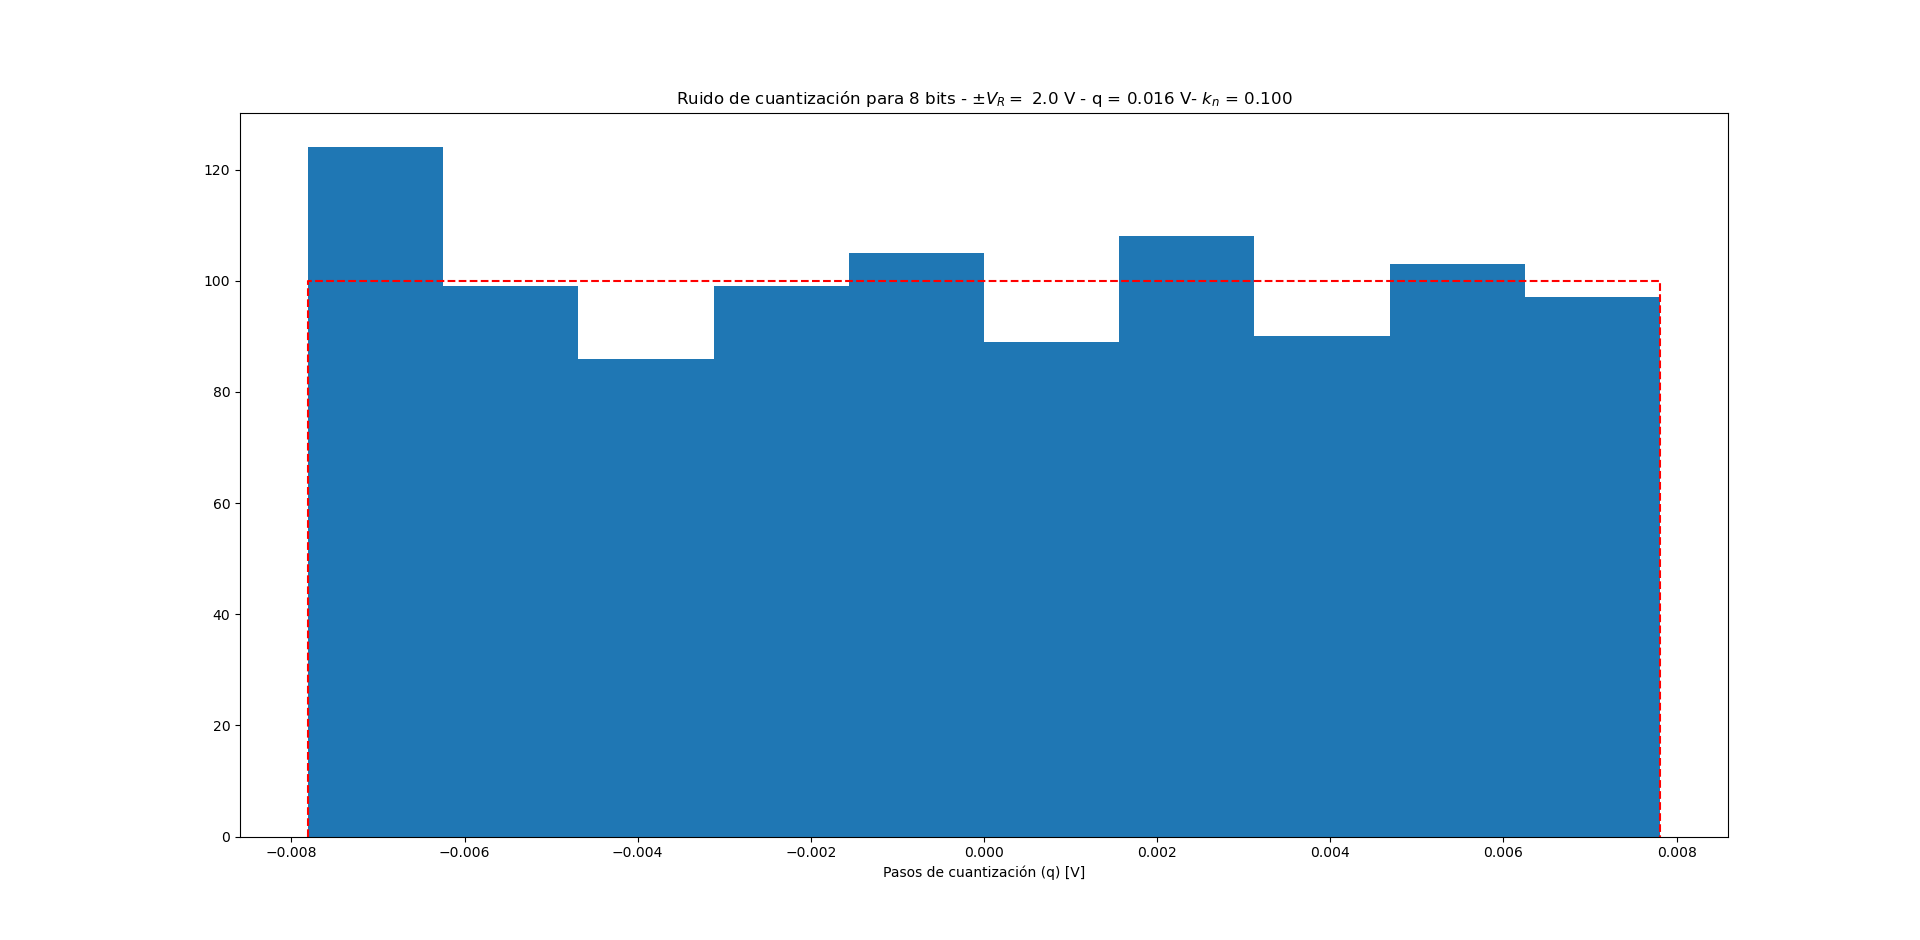 Ruido de cuantización para 8 bits - ±V_R = 2.0 V - q = 0.016 V- k_n = 0.100
120
100
80
60
40
20
0
−0.008 −0.006 −0.004 −0.002 0.000 0.002 0.004 0.006 0.008
Pasos de cuantización (q) [V]